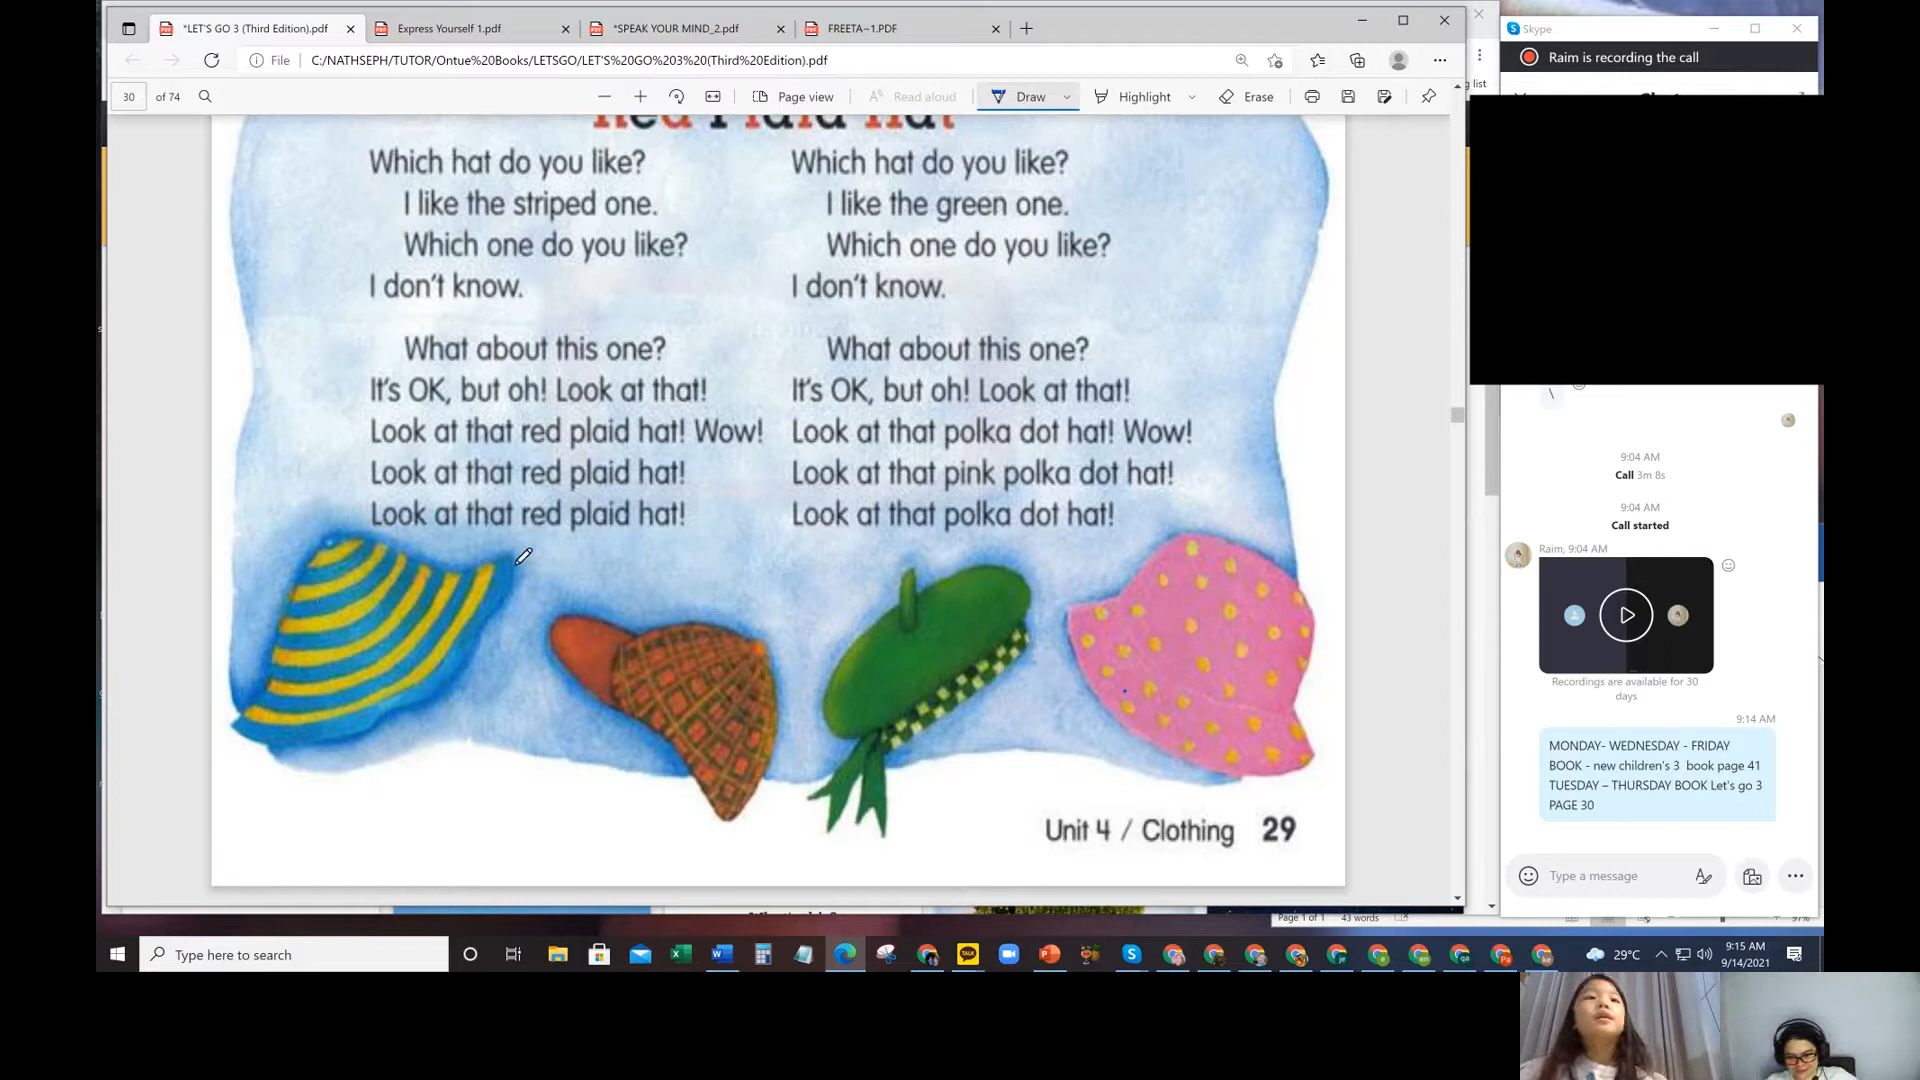 *LET'S GO 3 (Third Edition).pdf
Express Yourself 1.pdf
*SPEAK YOUR MIND_2.pdf
FREETA~1.PDF
Skype
File
C:/NATHSEPH/TUTOR/Ontue%20Books/LETSGO/LET'S%20GO%203%20(Third%20Edition).pdf
Raim is recording the call
30 of 74
Page view
Read aloud
Draw
Highlight
Erase
Red Plaid Hat
Which hat do you like?
I like the striped one.
Which one do you like?
I don't know.
What about this one?
It's OK, but oh! Look at that!
Look at that red plaid hat! Wow!
Look at that red plaid hat!
Look at that red plaid hat!
Which hat do you like?
I like the green one.
Which one do you like?
I don't know.
What about this one?
It's OK, but oh! Look at that!
Look at that polka dot hat! Wow!
Look at that pink polka dot hat!
Look at that polka dot hat!
Unit 4 / Clothing 29
\
9:04 AM
Call 3m 8s
9:04 AM
Call started
Raim, 9:04 AM
Recordings are available for 30
days
9:14 AM
MONDAY- WEDNESDAY - FRIDAY
BOOK - new children's 3 book page 41
TUESDAY – THURSDAY BOOK Let's go 3
PAGE 30
Type a message
Page 1 of 1 43 words
97%
Type here to search
29°C
9:15 AM
9/14/2021